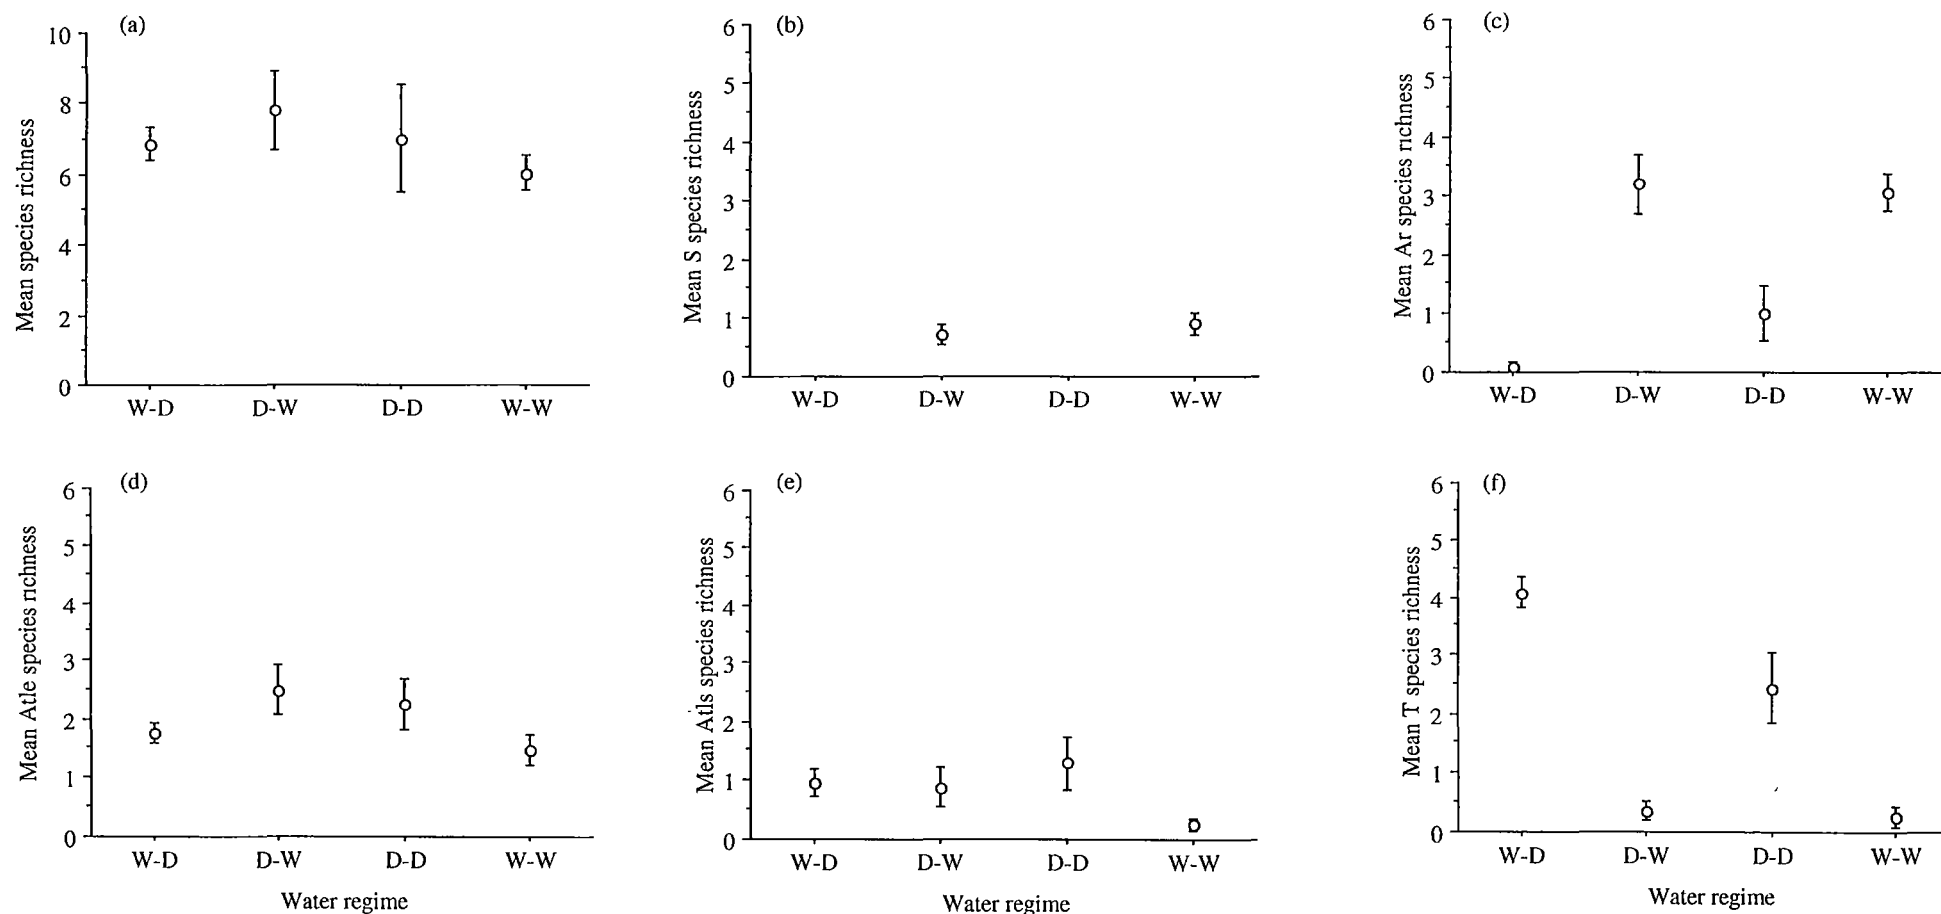 (a)
Mean species richness
10
8
6
4
2
0
W-D D-W D-D W-W
(b)
Mean S species richness
6
5
4
3
2
1
0
W-D D-W D-D W-W
(c)
Mean Ar species richness
6
5
4
3
2
1
0
W-D D-W D-D W-W
(d)
Mean Atle species richness
6
5
4
3
2
1
0
W-D D-W D-D W-W
Water regime
(e)
Mean Atls species richness
6
5
4
3
2
1
0
W-D D-W D-D W-W
Water regime
(f)
Mean T species richness
6
5
4
3
2
1
0
W-D D-W D-D W-W
Water regime